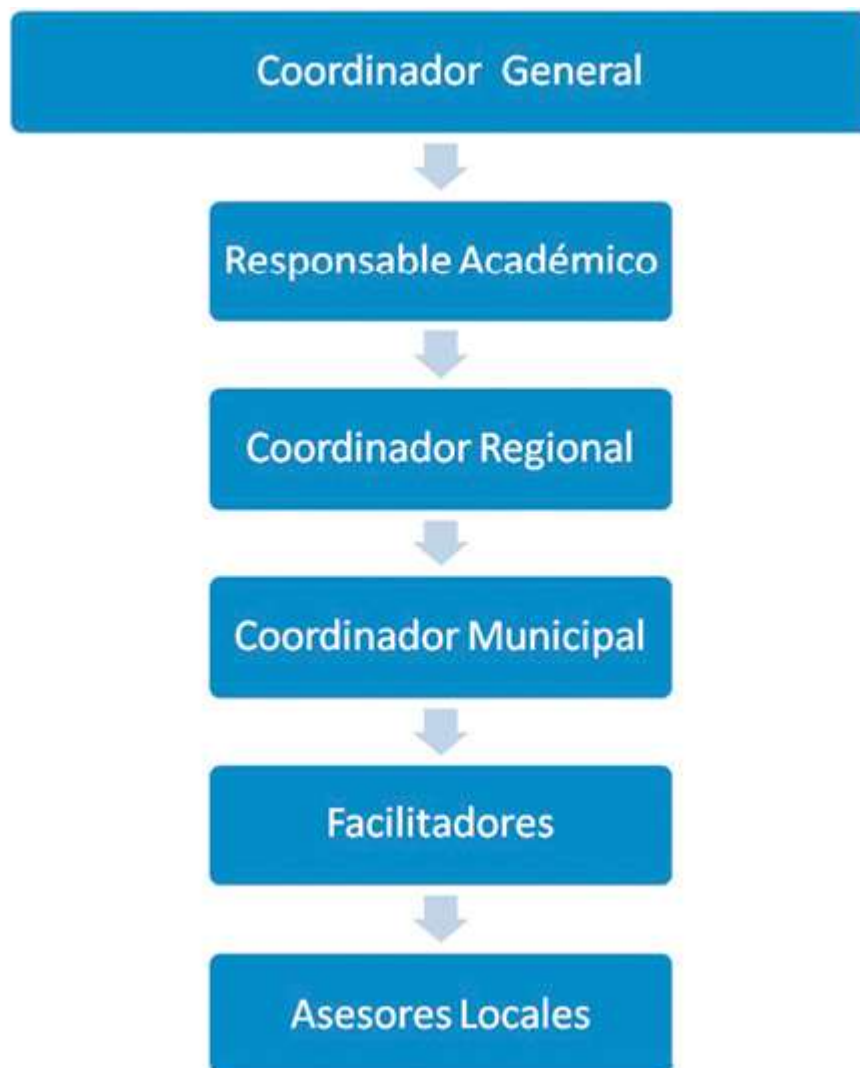 Coordinador General
Responsable Académico
Coordinador Regional
Coordinador Municipal
Facilitadores
Asesores Locales